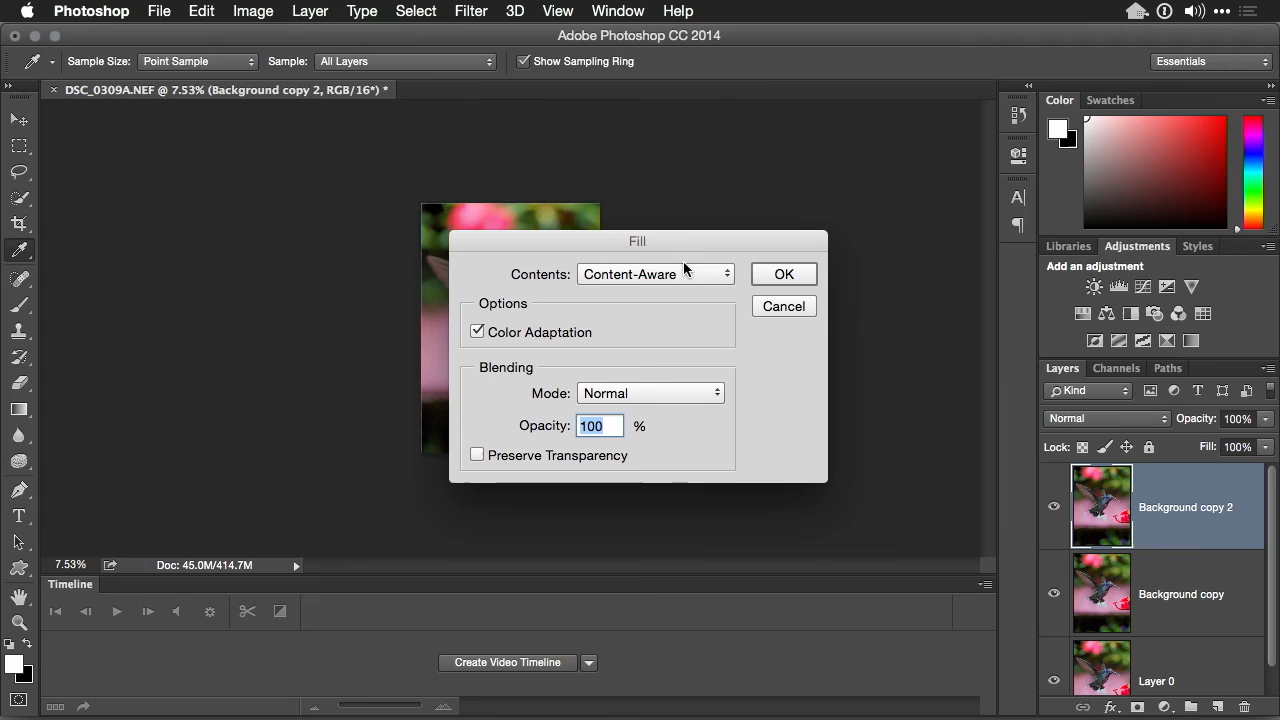 Photoshop File Edit Image Layer Type Select Filter 3D View Window Help
Adobe Photoshop CC 2014
Sample Size: Point Sample Sample: All Layers Show Sampling Ring Essentials
DSC_0309A.NEF @ 7.53% (Background copy 2, RGB/16*) *
Color Swatches
Fill
Contents: Content-Aware OK
Options
Cancel
Color Adaptation
Blending
Mode: Normal
Opacity: 100 %
Preserve Transparency
Libraries Adjustments Styles
Add an adjustment
Layers Channels Paths
Kind
Normal Opacity: 100%
Lock: Fill: 100%
Background copy 2
Background copy
Layer 0
7.53% Doc: 45.0M/414.7M
Timeline
Create Video Timeline